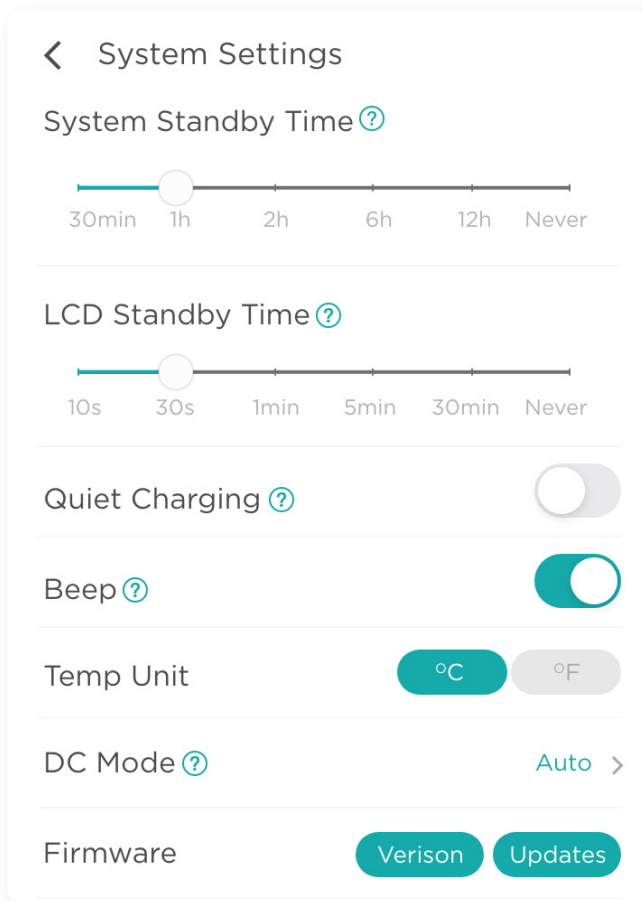 System Settings
System Standby Time ?
30min 1h 2h 6h 12h Never
LCD Standby Time ?
10s 30s 1min 5min 30min Never
Quiet Charging ?
Beep ?
Temp Unit °C °F
DC Mode ? Auto >
Firmware Verison Updates